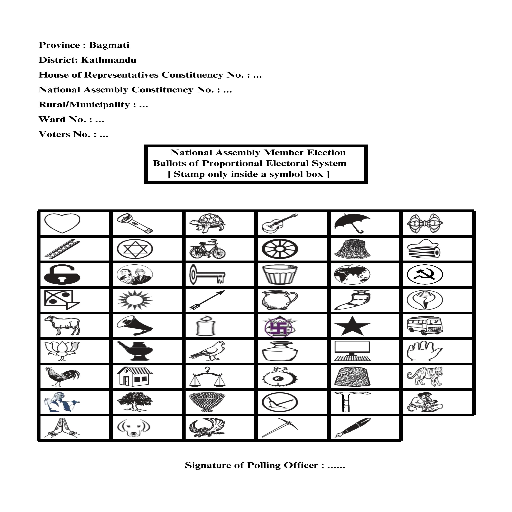 Province : Bagmati
District: Kathmandu
House of Representatives Constituency No. : ...
National Assembly Constituency No. : ...
Rural/Municipality : ...
Ward No. : ...
Voters No. : ...
National Assembly Member Election
Ballots of Proportional Electoral System
[ Stamp only inside a symbol box ]
Signature of Polling Officer : ......